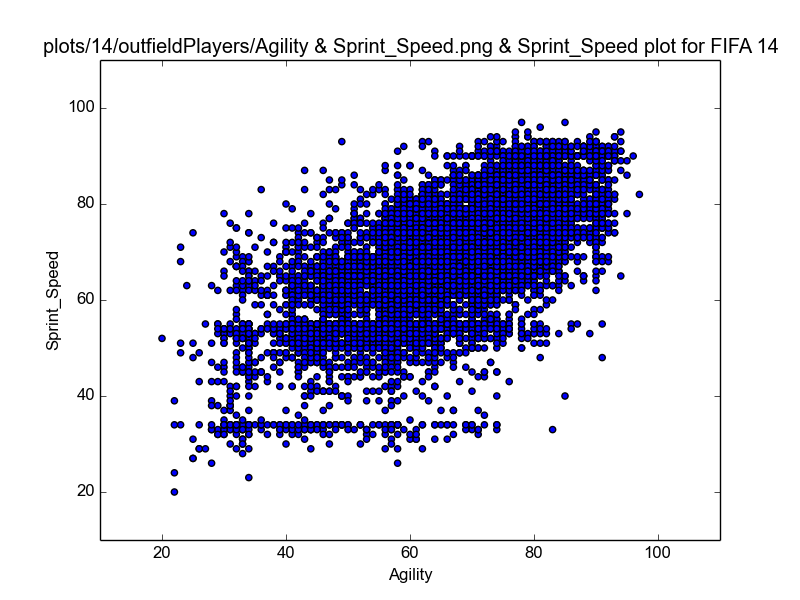 plots/14/outfieldPlayers/Agility & Sprint_Speed.png & Sprint_Speed plot for FIFA 14
100
80
60
40
20
Sprint_Speed
20 40 60 80 100
Agility